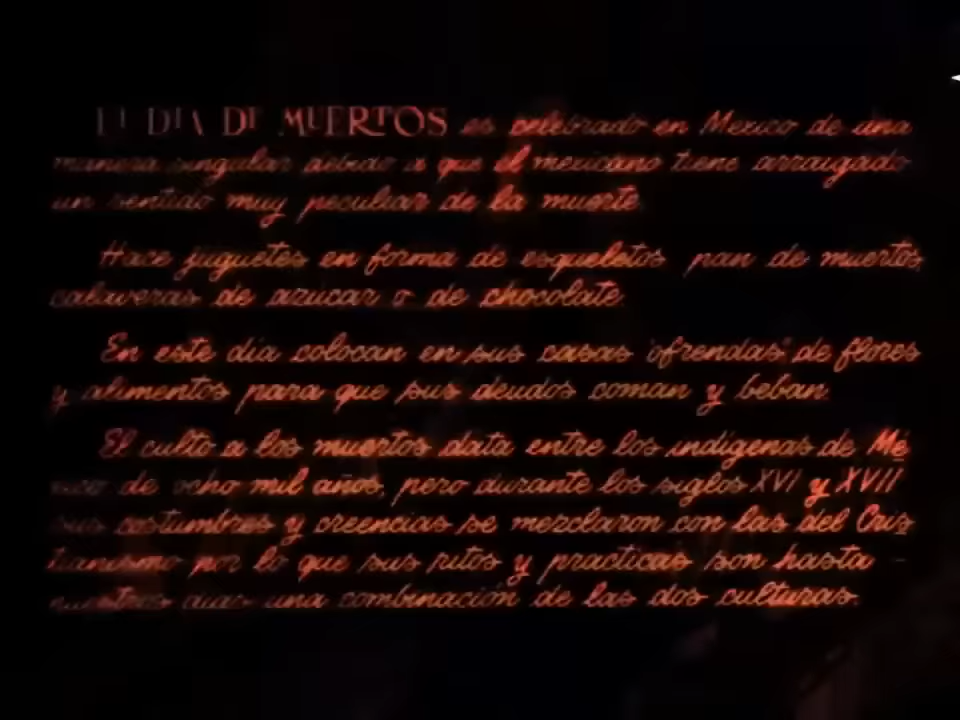 EL DIA DE MUERTOS es celebrado en Mexico de una
manera singular debido a que el mexicano tiene arraigado
un sentido muy peculiar de la muerte.
Hace juguetes en forma de esqueletos pan de muertos,
calaveras de azucar o de chocolate.
En este dia colocan en sus casas "ofrendas" de flores
y alimentos para que sus deudos coman y beban.
El culto a los muertos data entre los indigenas de Mé
xico de ocho mil años, pero durante los siglos XVI y XVII
sus costumbres y creencias se mezclaron con las del Cris
tianismo por lo que sus ritos y practicas son hasta -
nuestros dias una combinación de las dos culturas.